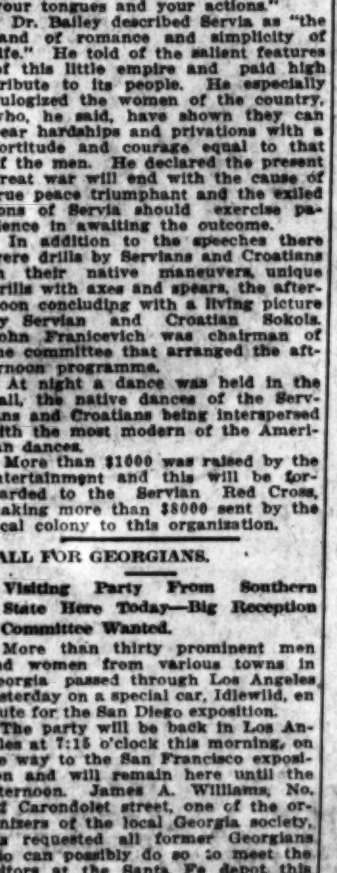 your tongues and your actions."
Dr. Bailey described Servia as "the
and of romance and simplicity of
ife." He told of the salient features
f this little empire and paid high
ribute to its people. He especially
ulogized the women of the country,
ho, he said, have shown they can
ear hardships and privations with a
ortitude and courage equal to that
f the men. He declared the present
reat war will end with the cause of
rue peace triumphant and the exiled
ons of Servia should exercise pa-
ience in awaiting the outcome.
In addition to the speeches there
ere drills by Servians and Croatians
n their native maneuvers, unique
rills with axes and spears, the after-
oon concluding with a living picture
y Servian and Croatian Sokols.
ohn Franicevich was chairman of
he committee that arranged the aft-
rnoon programme.
At night a dance was held in the
all, the native dances of the Serv-
ans and Croatians being interspersed
ith the most modern of the Ameri-
an dances.
More than $1000 was raised by the
ntertainment and this will be for-
arded to the Servian Red Cross,
aking more than $8000 sent by the
cal colony to this organization.
ALL FOR GEORGIANS.
Visiting Party From Southern
State Here Today—Big Reception
Committee Wanted.
More than thirty prominent men
nd women from various towns in
eorgia passed through Los Angeles
sterday on a special car, Idlewild, en
ute for the San Diego exposition.
The party will be back in Los An-
les at 7:15 o'clock this morning, on
e way to the San Francisco exposi-
on and will remain here until the
ternoon. James A. Williams, No.
Carondolet street, one of the or-
nizers of the local Georgia society,
s requested all former Georgians
o can possibly do so to meet the
itors at the Santa Fe depot this